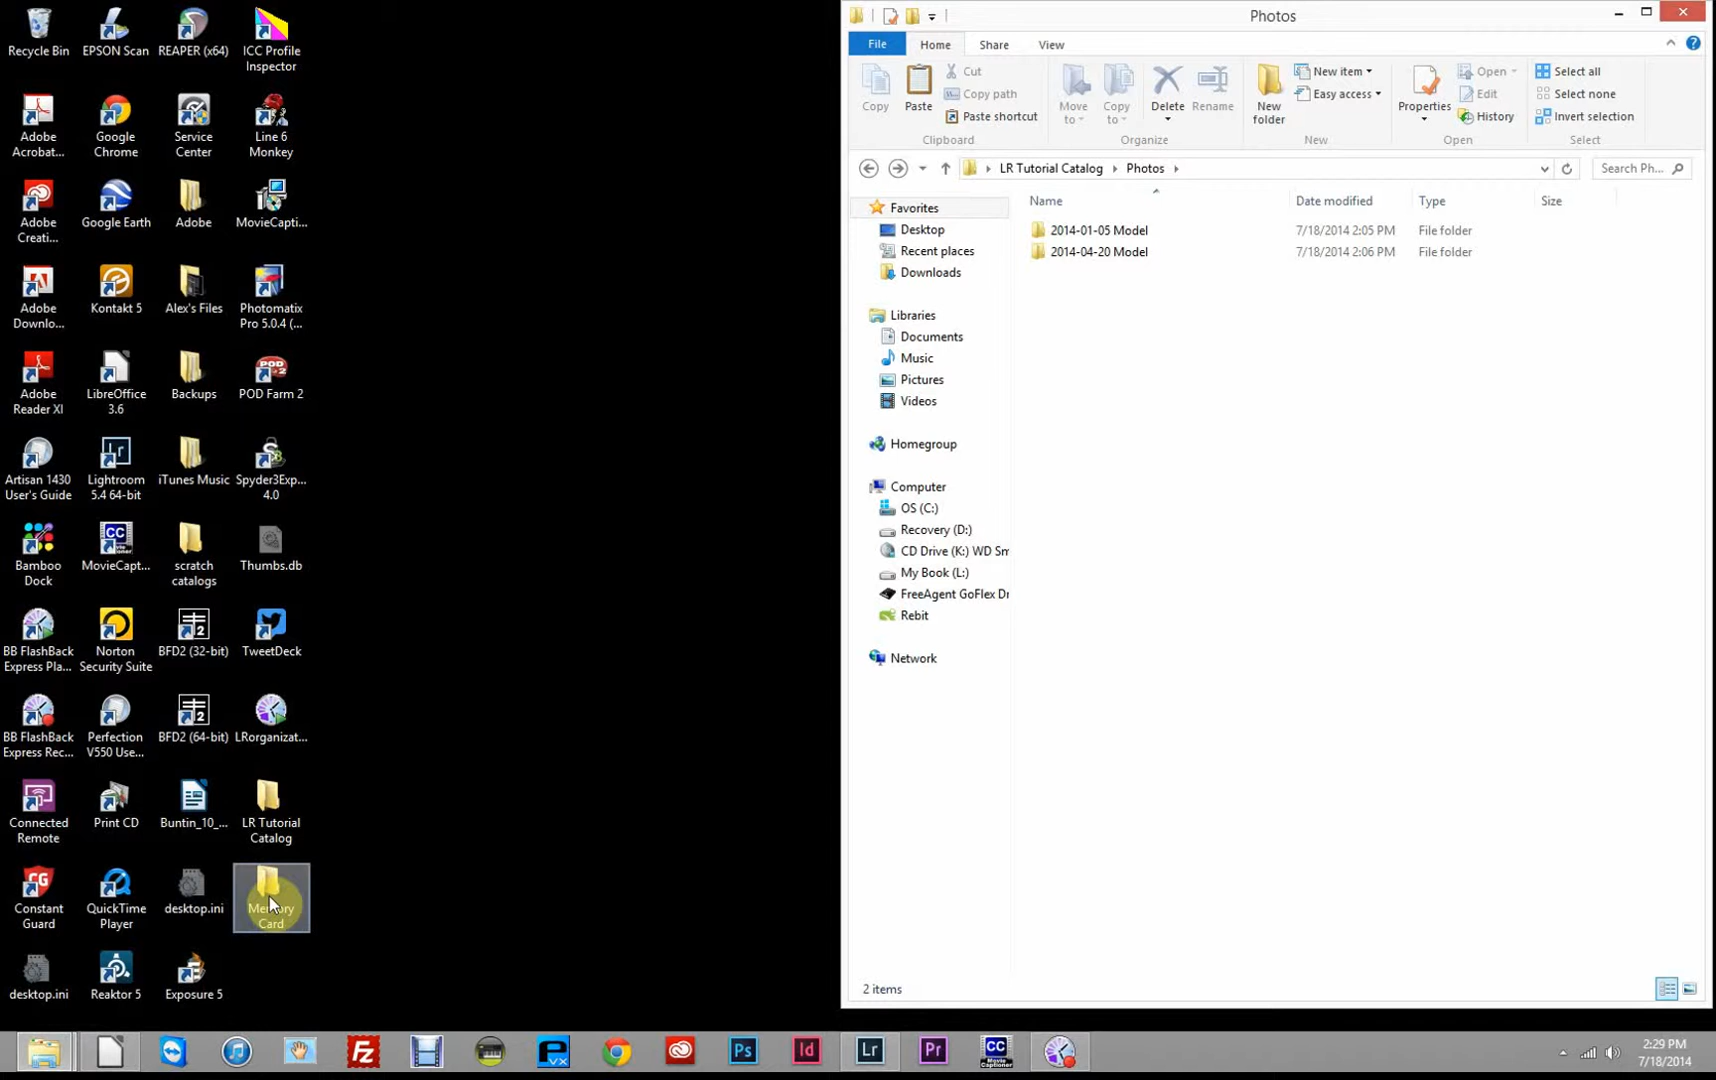 Recycle Bin
EPSON Scan
REAPER (x64)
ICC Profile
Inspector
Adobe
Acrobat...
Google
Chrome
Service
Center
Line 6
Monkey
Adobe
Creati...
Google Earth
Adobe
MovieCapti...
Adobe
Downlo...
Kontakt 5
Alex's Files
Photomatix
Pro 5.0.4 (...
Adobe
Reader XI
LibreOffice
3.6
Backups
POD Farm 2
Artisan 1430
User's Guide
Lightroom
5.4 64-bit
iTunes Music
Spyder3Exp...
4.0
Bamboo
Dock
MovieCapt...
scratch
catalogs
Thumbs.db
BB FlashBack
Express Pla...
Norton
Security Suite
BFD2 (32-bit)
TweetDeck
BB FlashBack
Express Rec...
Perfection
V550 Use...
BFD2 (64-bit)
LRorganizat...
Connected
Remote
Print CD
Buntin_10_...
LR Tutorial
Catalog
Constant
Guard
QuickTime
Player
desktop.ini
Memory
Card
desktop.ini
Reaktor 5
Exposure 5
Photos
File
Home
Share
View
Copy
Paste
Cut
Copy path
Paste shortcut
Clipboard
Move
to
Copy
to
Delete
Rename
Organize
New
folder
New item
Easy access
New
Properties
Open
Edit
History
Open
Select all
Select none
Invert selection
Select
LR Tutorial Catalog
Photos
Search Ph...
Name
Date modified
Type
Size
2014-01-05 Model
7/18/2014 2:05 PM
File folder
2014-04-20 Model
7/18/2014 2:06 PM
File folder
Favorites
Desktop
Recent places
Downloads
Libraries
Documents
Music
Pictures
Videos
Homegroup
Computer
OS (C:)
Recovery (D:)
CD Drive (K:) WD Sm
My Book (L:)
FreeAgent GoFlex Dr
Rebit
Network
2 items
Fz
VX
Ps
Id
Lr
Pr
CC
2:29 PM
7/18/2014